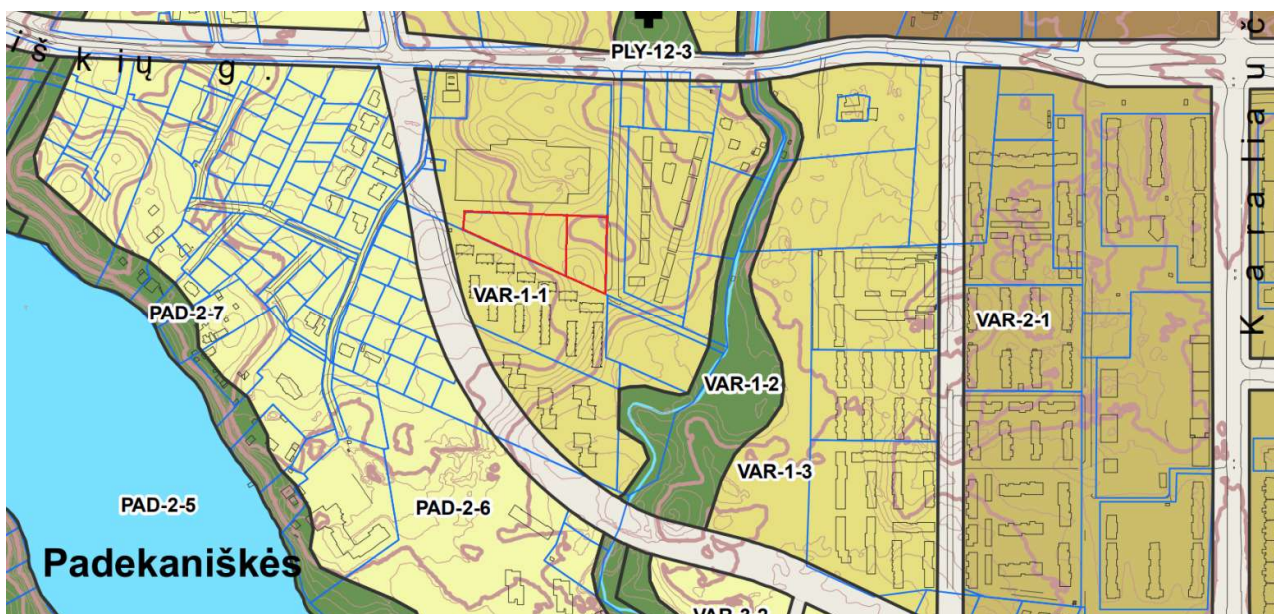 PLY-12-3
iškių g.
VAR-1-1
PAD-2-7
VAR-2-1
VAR-1-2
VAR-1-3
PAD-2-6
PAD-2-5
Padekaniškės
Karaliauč